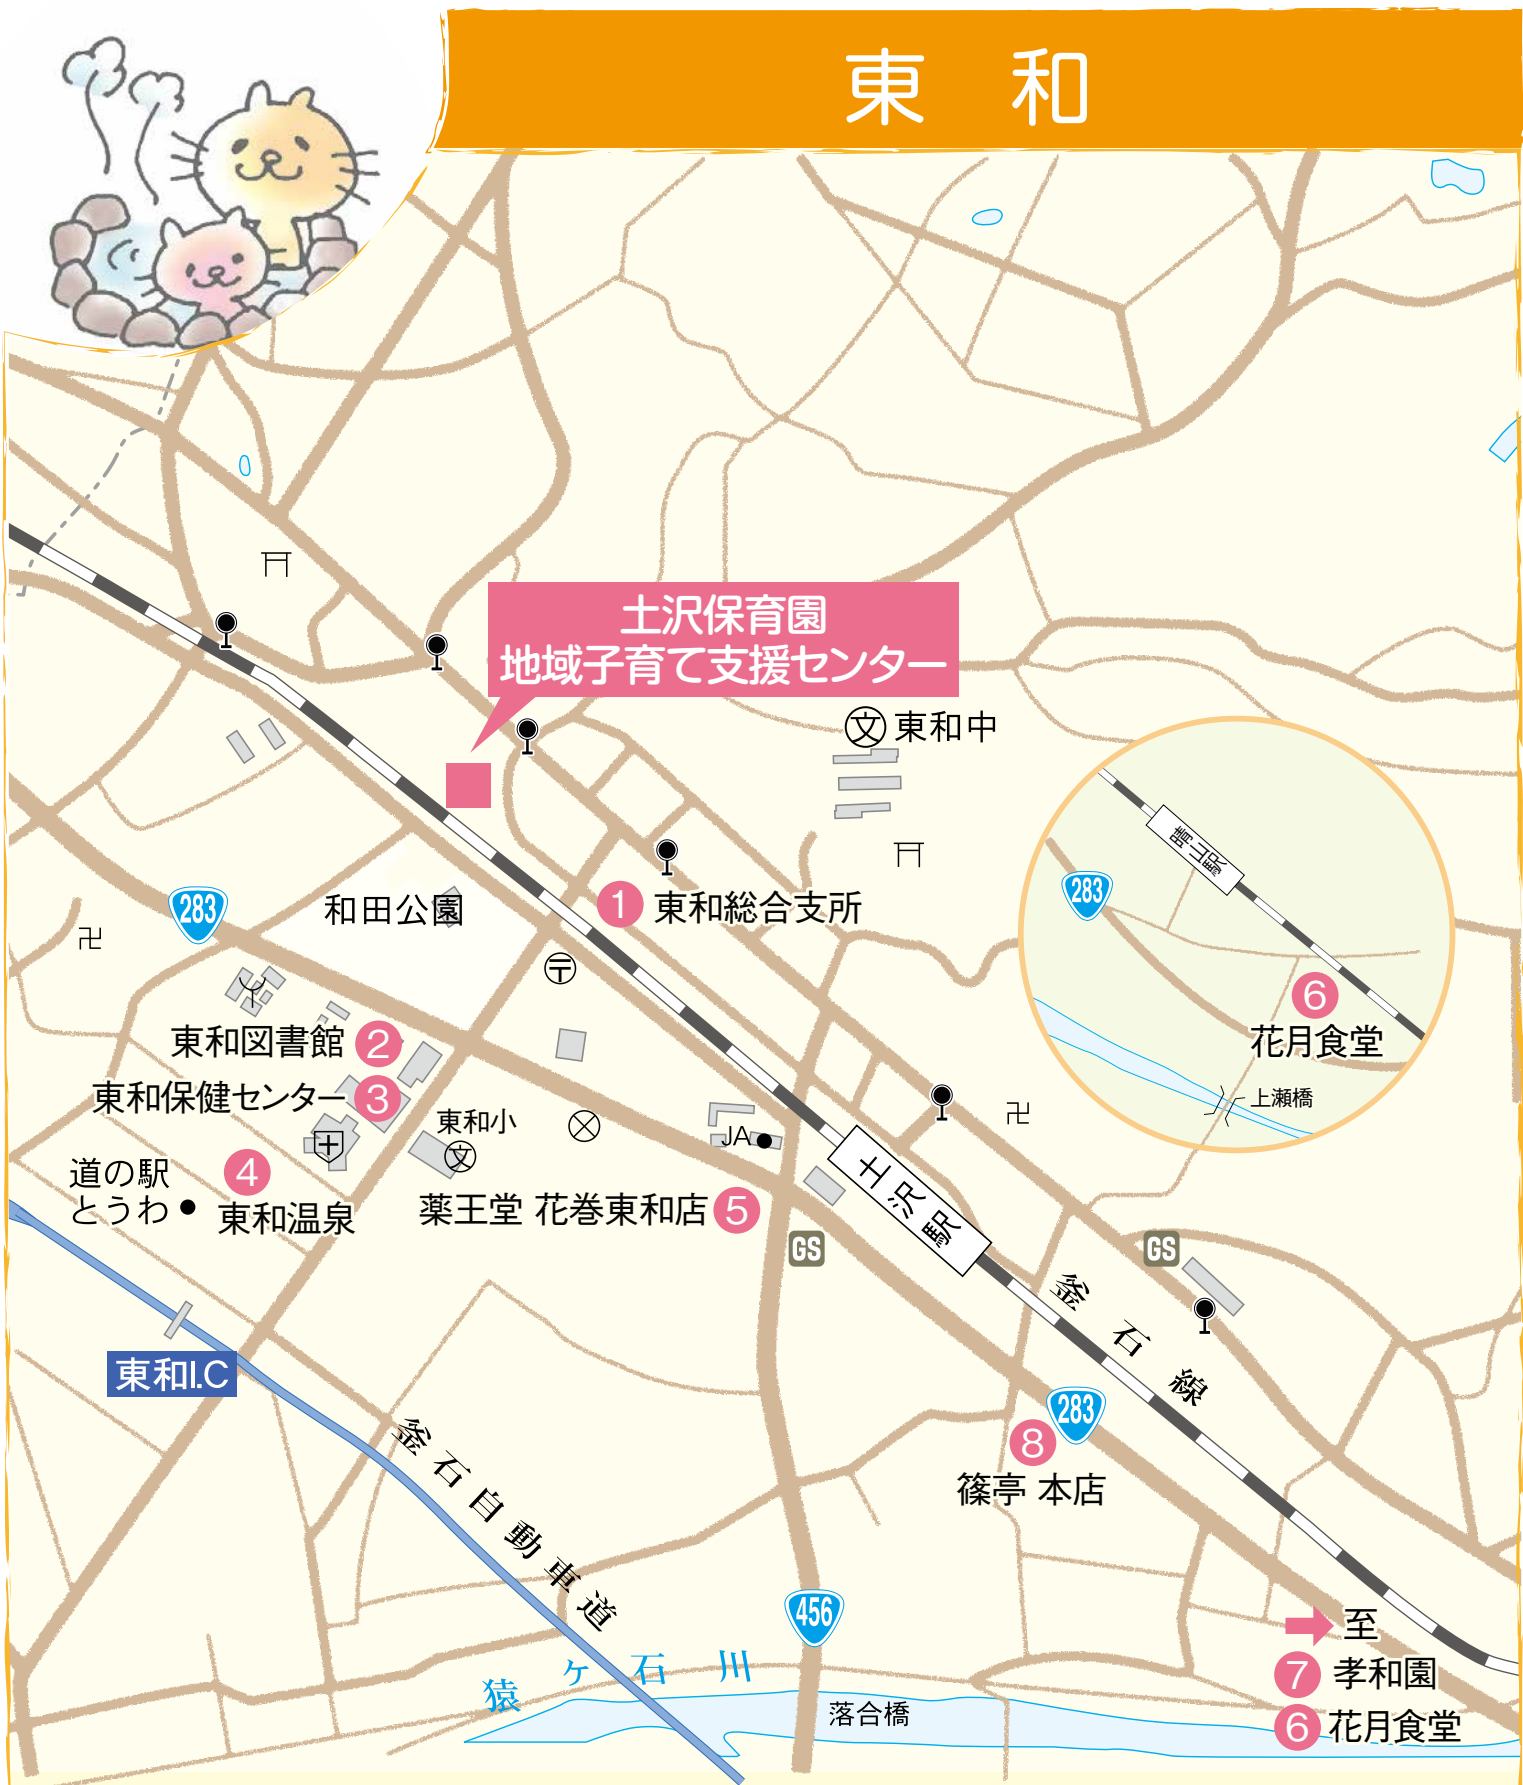 東 和
土沢保育園
地域子育て支援センター
文 東和中
晴山駅
283
6
花月食堂
上瀬橋
283
和田公園
1 東和総合支所
〒
東和図書館 2
東和保健センター 3
東和小
文
JA
道の駅
とうわ
4
東和温泉
薬王堂 花巻東和店 5
土沢駅
GS
GS
釜石線
東和I.C
283
8
篠亭 本店
釜石自動車道
456
猿ヶ石川
落合橋
至
7 孝和園
6 花月食堂